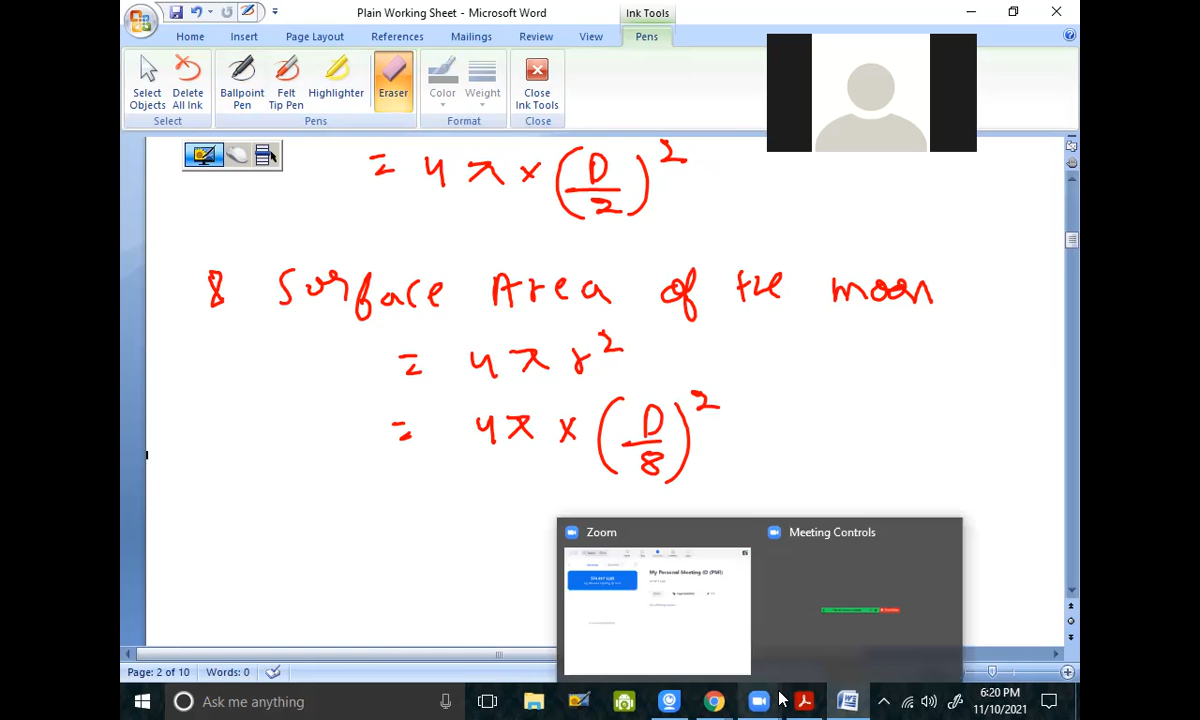 Plain Working Sheet - Microsoft Word
Ink Tools
Home Insert Page Layout References Mailings Review View Pens
Select Objects
Delete All Ink
Ballpoint Pen
Felt Tip Pen
Highlighter
Eraser
Color
Weight
Close Ink Tools
Select Pens Format Close
= 4 π × (D/2)²
& Surface Area of the moon
= 4 π r²
= 4π × (D/8)²
Zoom
Meeting Controls
My Personal Meeting ID (PMI)
Page: 2 of 10 Words: 0
Ask me anything
6:20 PM
11/10/2021